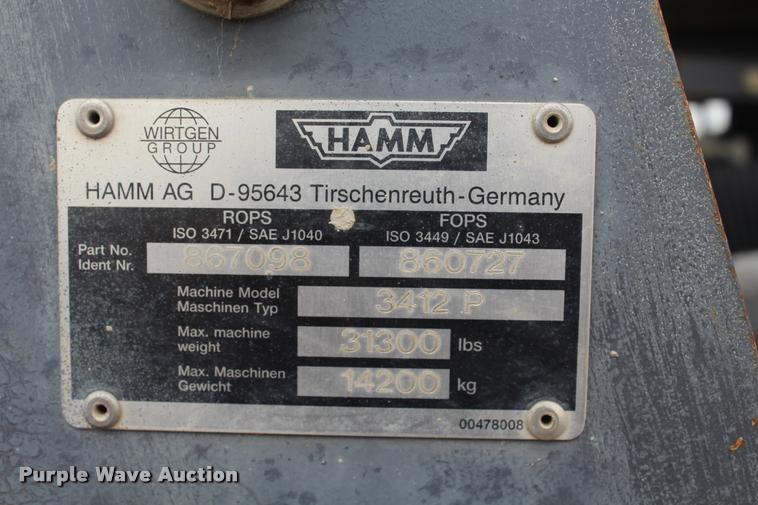 WIRTGEN
GROUP
HAMM
HAMM AG D-95643 Tirschenreuth-Germany
ROPS
ISO 3471 / SAE J1040
FOPS
ISO 3449 / SAE J1043
Part No.
Ident Nr.
867098
860727
Machine Model
Maschinen Typ
3412 P
Max. machine
weight
31300 lbs
Max. Maschinen
Gewicht
14200 kg
00478008
Purple Wave Auction